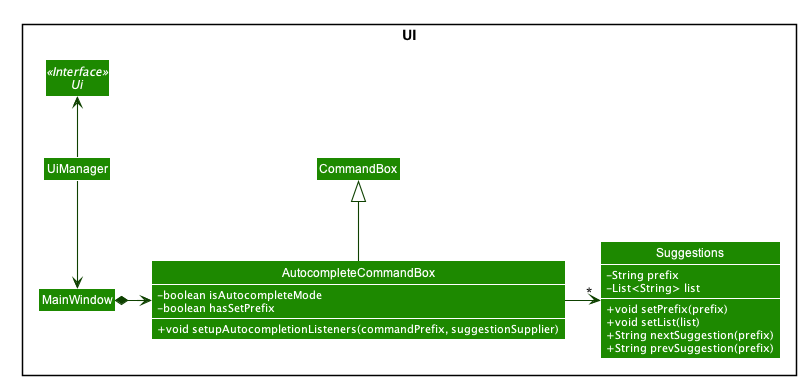 UI
«Interface»
Ui
UiManager
CommandBox
MainWindow
AutocompleteCommandBox
–boolean isAutocompleteMode
–boolean hasSetPrefix
+void setupAutocompletionListeners(commandPrefix, suggestionSupplier)
*
Suggestions
–String prefix
–List<String> list
+void setPrefix(prefix)
+void setList(list)
+String nextSuggestion(prefix)
+String prevSuggestion(prefix)